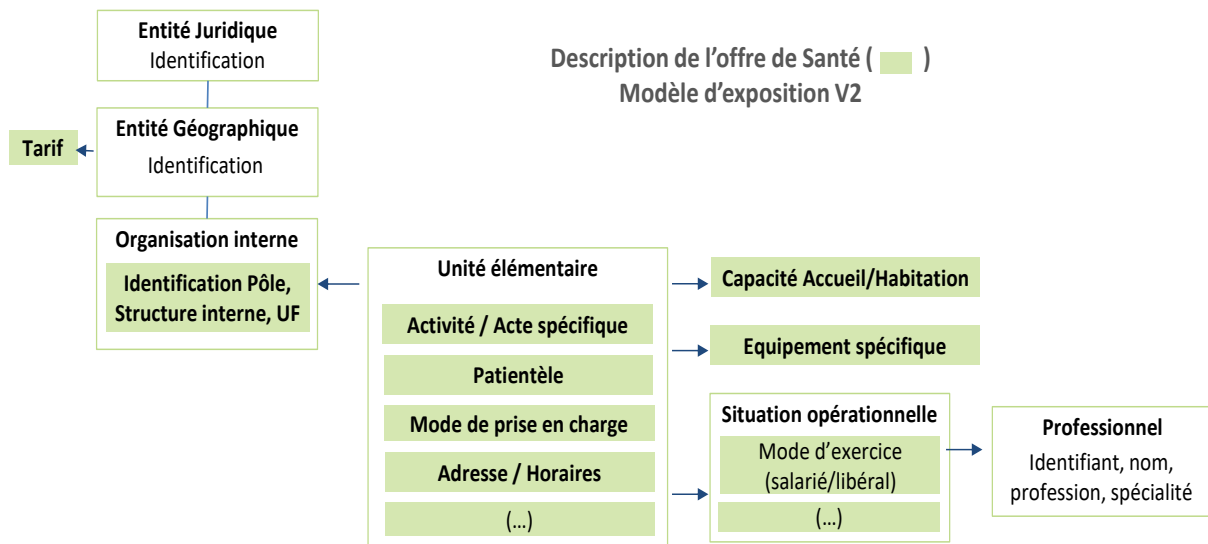 Entité Juridique
Identification
Description de l’offre de Santé ( )
Modèle d’exposition V2
Entité Géographique
Identification
Tarif
Organisation interne
Identification Pôle,
Structure interne, UF
Unité élémentaire
Activité / Acte spécifique
Patientèle
Mode de prise en charge
Adresse / Horaires
(…)
Capacité Accueil/Habitation
Equipement spécifique
Situation opérationnelle
Mode d’exercice
(salarié/libéral)
(…)
Professionnel
Identifiant, nom,
profession, spécialité